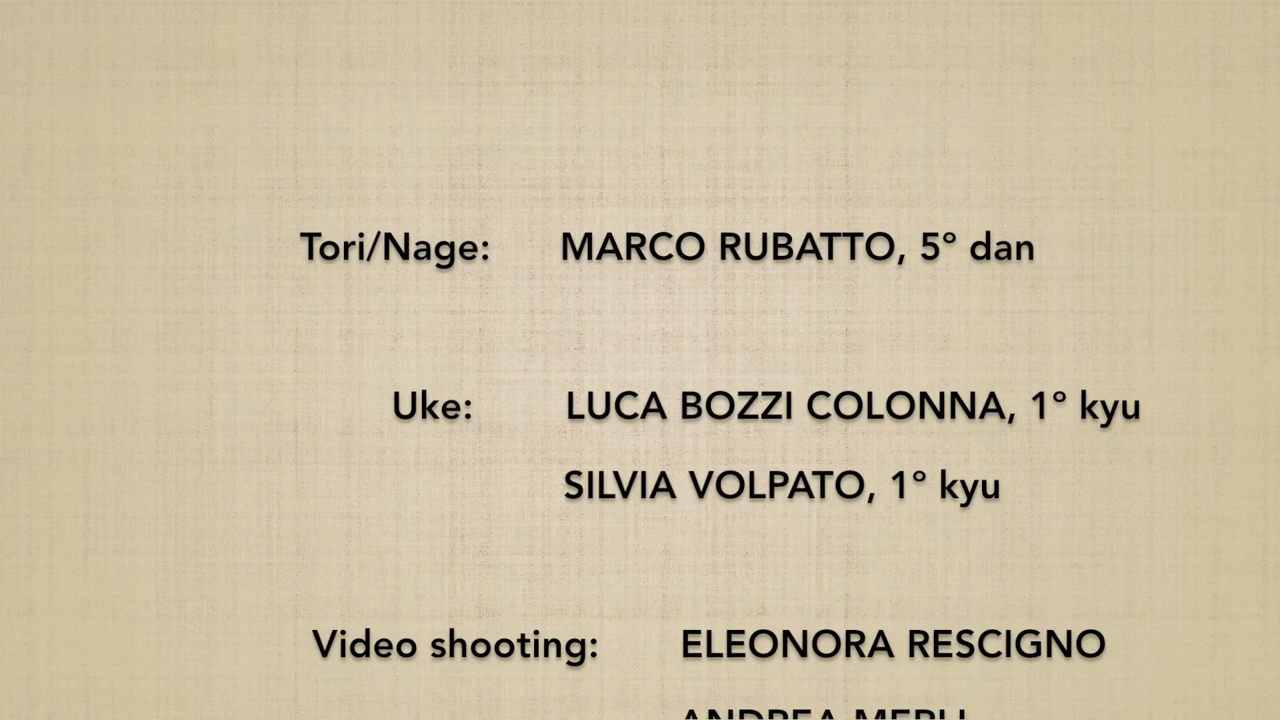 Tori/Nage: MARCO RUBATTO, 5° dan
Uke: LUCA BOZZI COLONNA, 1° kyu
SILVIA VOLPATO, 1° kyu
Video shooting: ELEONORA RESCIGNO
ANDREA